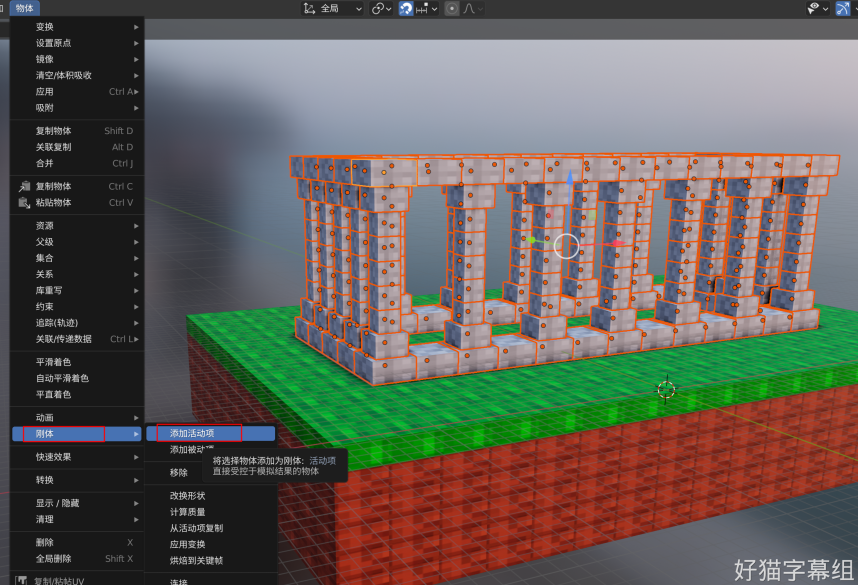 物体
全局
变换
设置原点
镜像
清空/体积吸收
应用 Ctrl A
吸附
复制物体 Shift D
关联复制 Alt D
合并 Ctrl J
复制物体 Ctrl C
粘贴物体 Ctrl V
资源
父级
集合
关系
库重写
约束
追踪(轨迹)
关联/传递数据 Ctrl L
平滑着色
自动平滑着色
平直着色
动画
刚体
快速效果
转换
显示 / 隐藏
清理
删除 X
全局删除 Shift X
复制/粘贴UV
添加活动项
添加被动项
移除
将选择物体添加为刚体: 活动项
直接受控于模拟结果的物体
改换形状
计算质量
从活动项复制
应用变换
烘焙到关键帧
连接
好猫字幕组